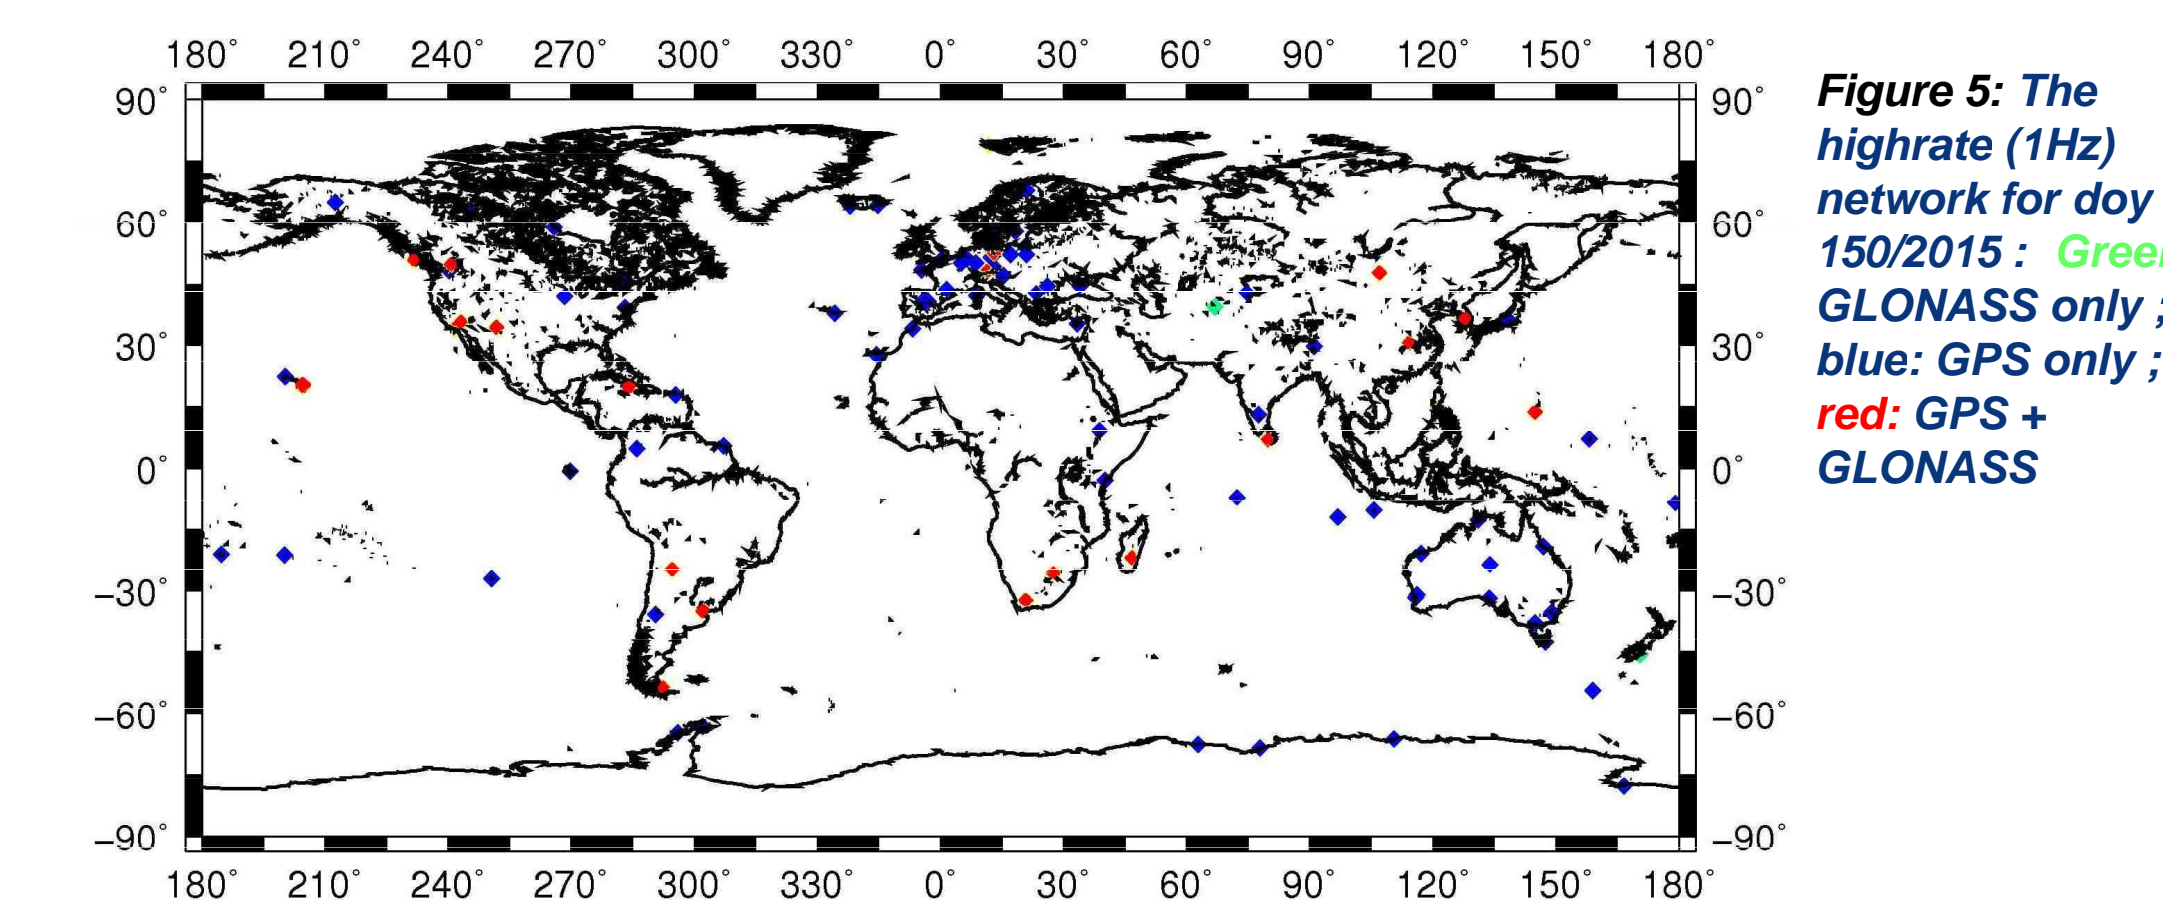 180° 210° 240° 270° 300° 330° 0° 30° 60° 90° 120° 150° 180°
90° 90°
60° 60°
30° 30°
0° 0°
−30° −30°
−60° −60°
−90° −90°
180° 210° 240° 270° 300° 330° 0° 30° 60° 90° 120° 150° 180°
Figure 5: The
highrate (1Hz)
network for doy
150/2015 : Green
GLONASS only ;
blue: GPS only ;
red: GPS +
GLONASS